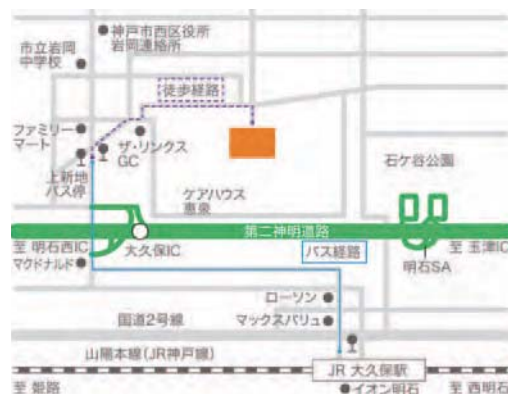 神戸市西区役所
岩岡連絡所
市立岩岡
中学校
徒歩経路
ファミリー
マート
ザ・リンクス
GC
上新地
バス停
石ケ谷公園
ケアハウス
恵泉
第二神明道路
至 明石西IC
大久保IC
バス経路
至 玉津IC
明石SA
マクドナルド
ローソン
国道2号線
マックスバリュ
山陽本線(JR神戸線)
JR 大久保駅
至 姫路
イオン明石
至 西明石